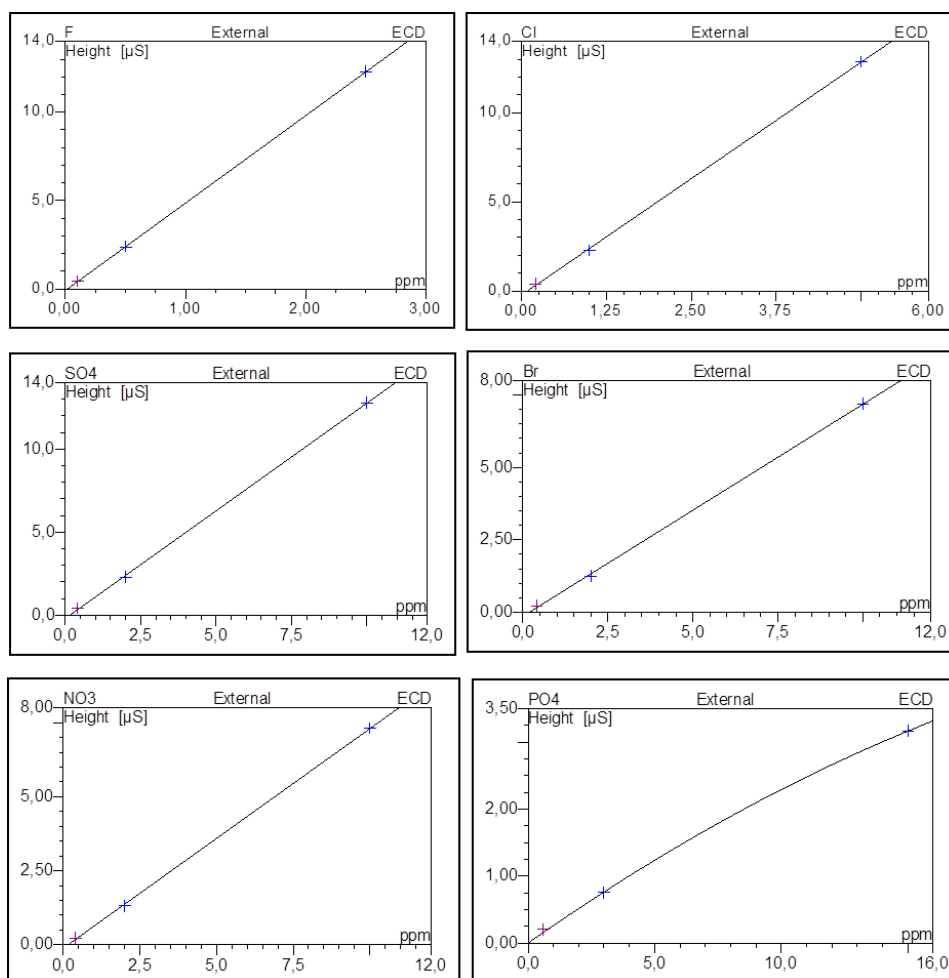 F External ECD
Height [µS]
14,0
10,0
5,0
0,0
ppm
0,00 1,00 2,00 3,00
Cl External ECD
Height [µS]
14,0
10,0
5,0
0,0
ppm
0,00 1,25 2,50 3,75 6,00
SO4 External ECD
Height [µS]
14,0
10,0
5,0
0,0
ppm
0,0 2,5 5,0 7,5 12,0
Br External ECD
Height [µS]
8,00
5,00
2,50
0,00
ppm
0,0 2,5 5,0 7,5 12,0
NO3 External ECD
Height [µS]
8,00
5,00
2,50
0,00
ppm
0,0 2,5 5,0 7,5 12,0
PO4 External ECD
Height [µS]
3,50
2,00
1,00
0,00
ppm
0,0 5,0 10,0 16,0